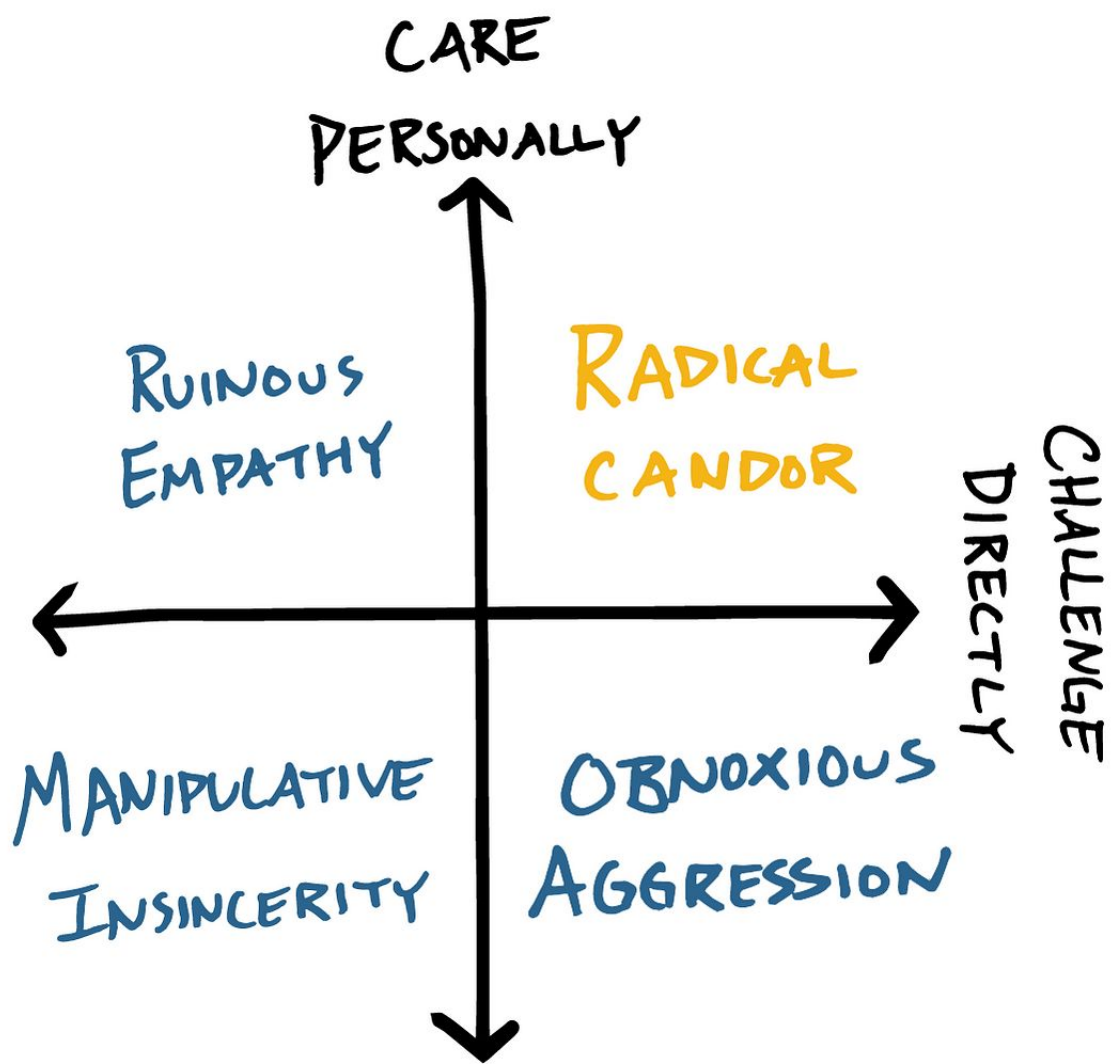 CARE
PERSONALLY
RUINOUS
EMPATHY
RADICAL
CANDOR
CHALLENGE
DIRECTLY
MANIPULATIVE
INSINCERITY
OBNOXIOUS
AGGRESSION